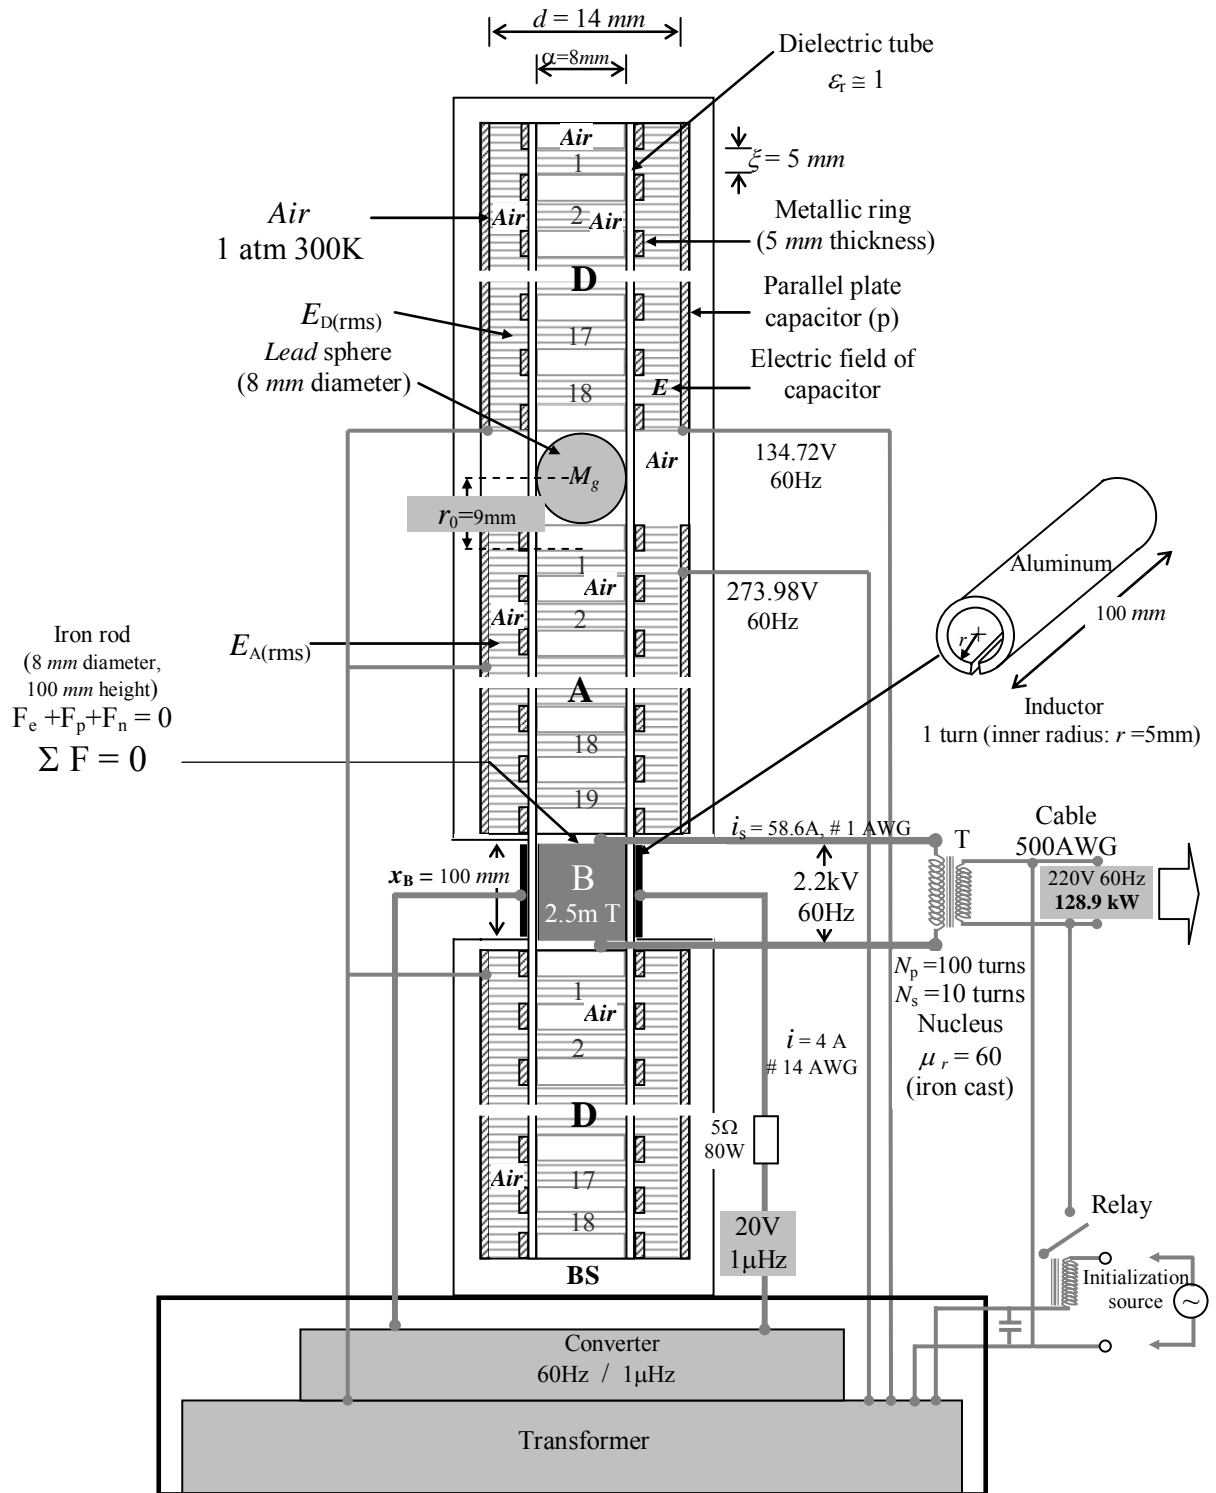 d = 14 mm
α=8mm
Dielectric tube
εr ≅ 1
Air
1
ξ = 5 mm
Air
1 atm 300K
Air
2 Air
Metallic ring
(5 mm thickness)
D
Parallel plate
capacitor (p)
ED(rms)
Lead sphere
(8 mm diameter)
17
Electric field of
capacitor
18
E
134.72V
60Hz
Air
Mg
r0=9mm
1
Air
Aluminum
100 mm
r
273.98V
60Hz
Air
2
Iron rod
(8 mm diameter,
100 mm height)
Fe +Fp+Fn = 0
Σ F = 0
EA(rms)
A
Inductor
1 turn (inner radius: r =5mm)
18
19
is = 58.6A, # 1 AWG
T
Cable
500AWG
xB = 100 mm
B
2.5m T
2.2kV
60Hz
220V 60Hz
128.9 kW
Np =100 turns
Ns =10 turns
Nucleus
μr = 60
(iron cast)
1
Air
2
i = 4 A
# 14 AWG
D
5Ω
80W
17
Air
18
20V
1μHz
BS
Relay
Initialization
source
~
Converter
60Hz / 1μHz
Transformer